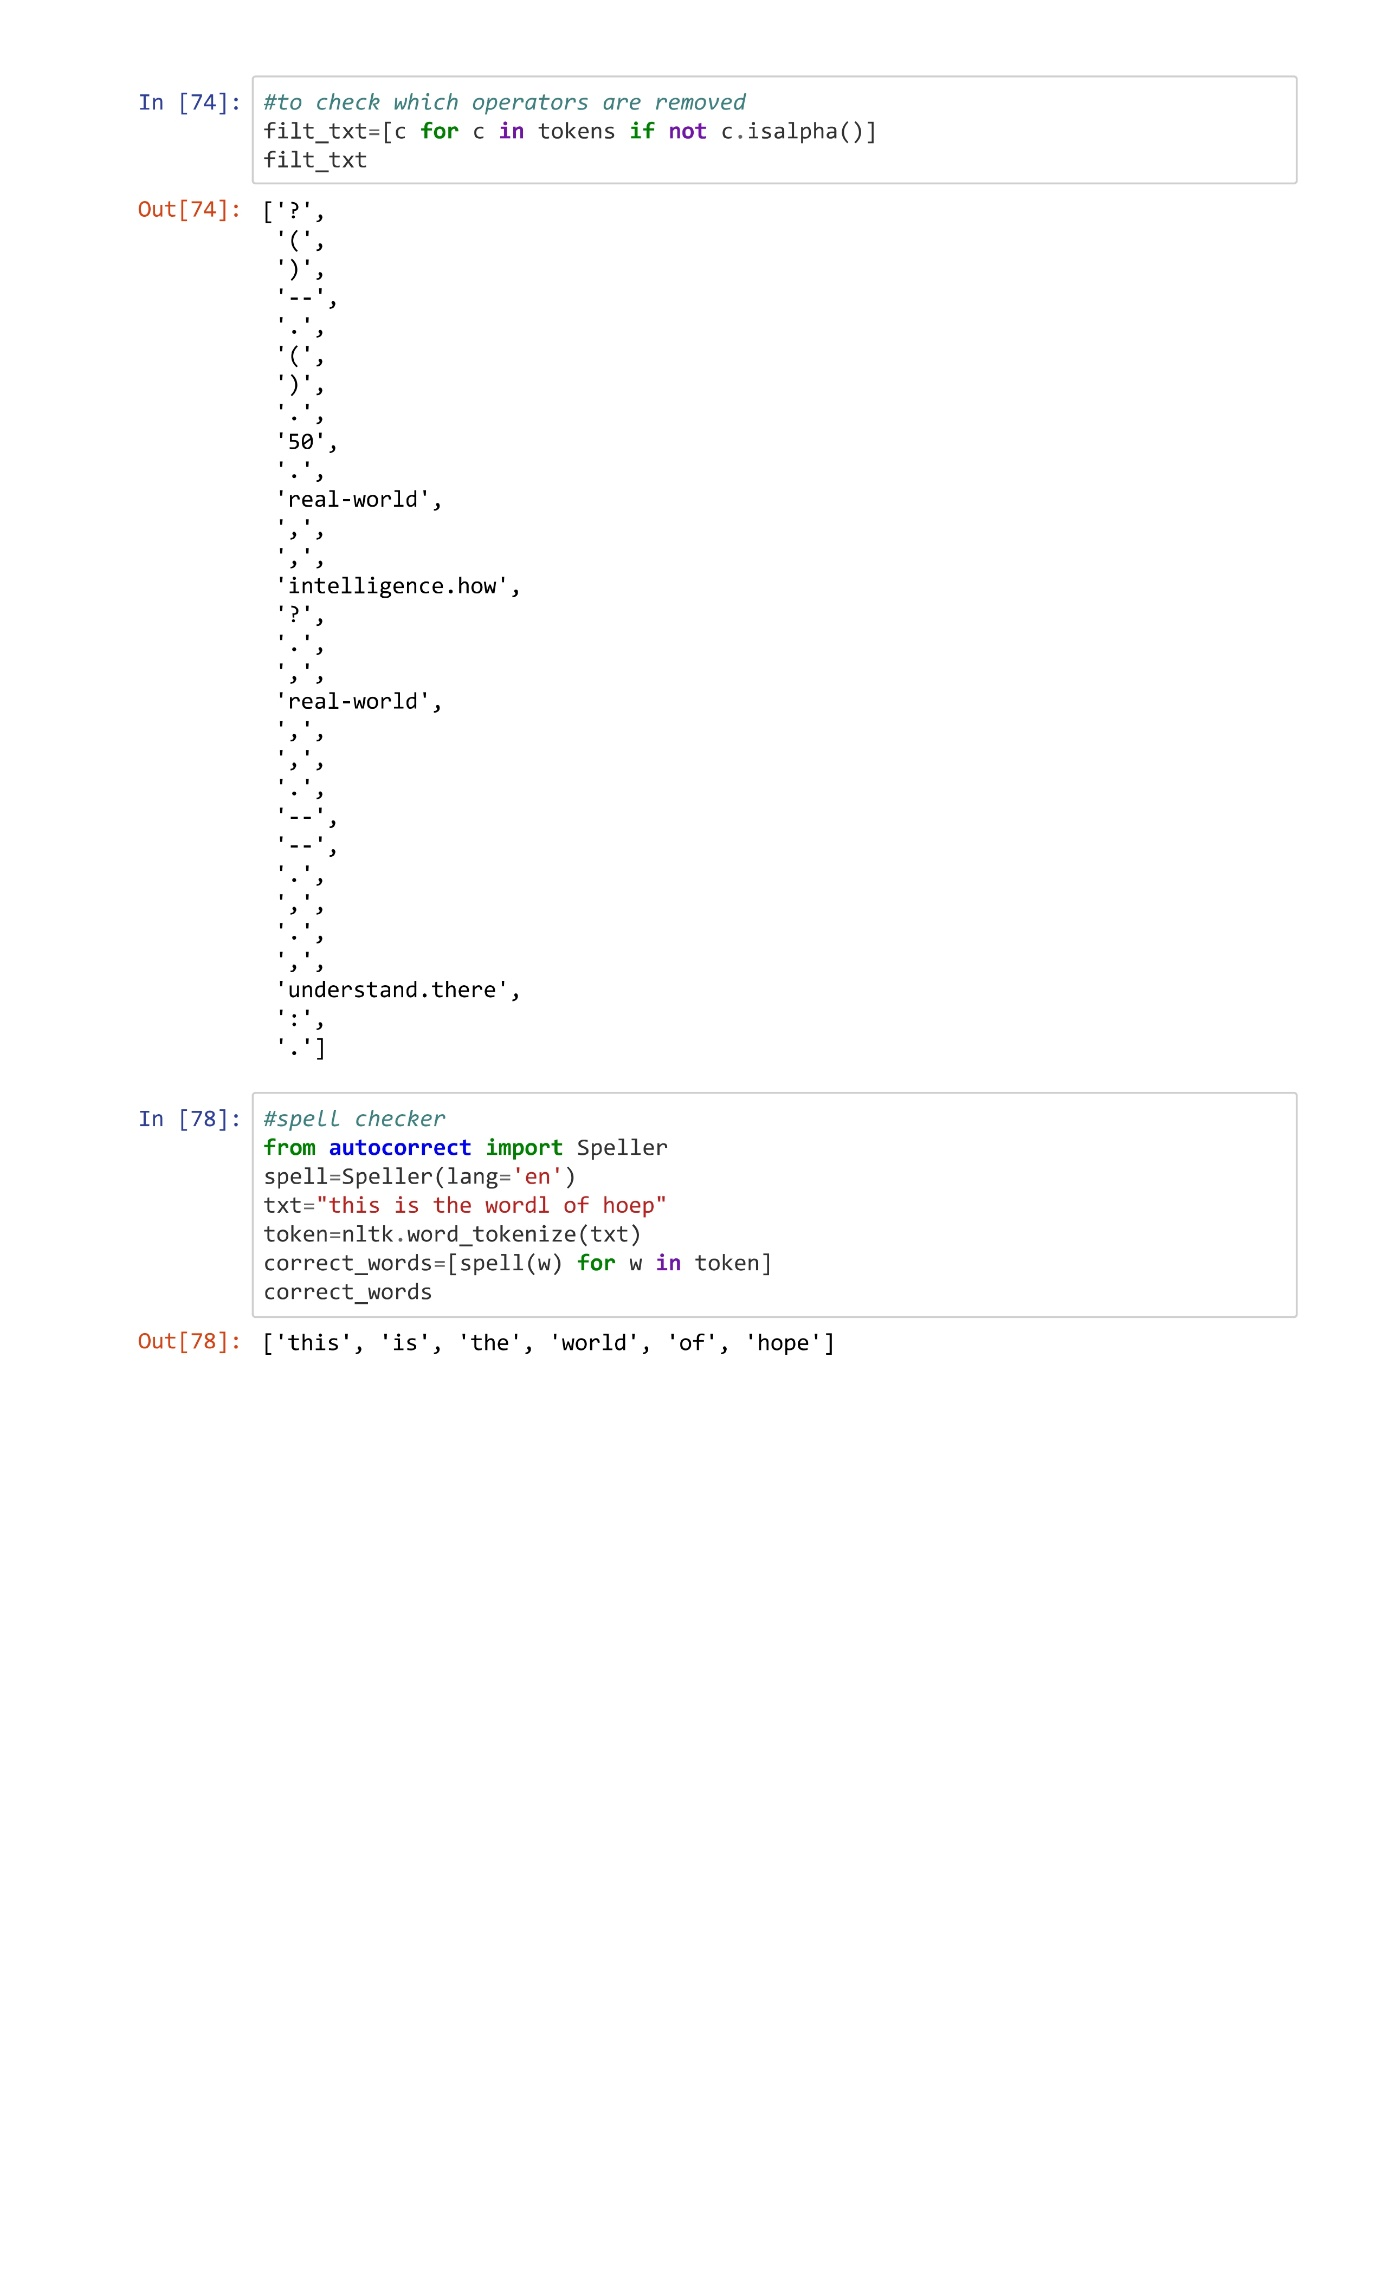 In [74]: #to check which operators are removed
filt_txt=[c for c in tokens if not c.isalpha()]
filt_txt
Out[74]: ['?',
'(',
')',
'--',
'.',
'(',
')',
'.',
'50',
'.',
'real-world',
',',
',',
'intelligence.how',
'?',
'.',
',',
'real-world',
',',
',',
'.',
'--',
'--',
'.',
',',
'.',
',',
'understand.there',
':',
'.']
In [78]: #spell checker
from autocorrect import Speller
spell=Speller(lang='en')
txt="this is the wordl of hoep"
token=nltk.word_tokenize(txt)
correct_words=[spell(w) for w in token]
correct_words
Out[78]: ['this', 'is', 'the', 'world', 'of', 'hope']